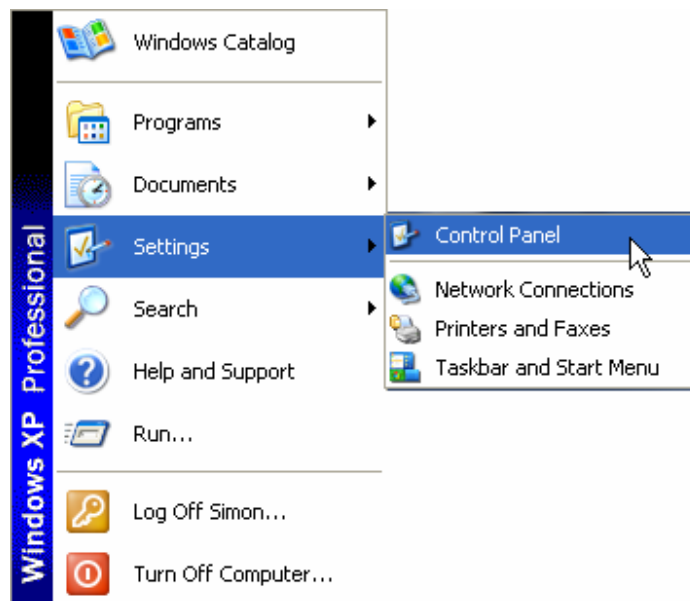 Windows Catalog
Programs
Documents
Settings
Control Panel
Network Connections
Printers and Faxes
Taskbar and Start Menu
Search
Help and Support
Run...
Log Off Simon...
Turn Off Computer...
Windows XP Professional